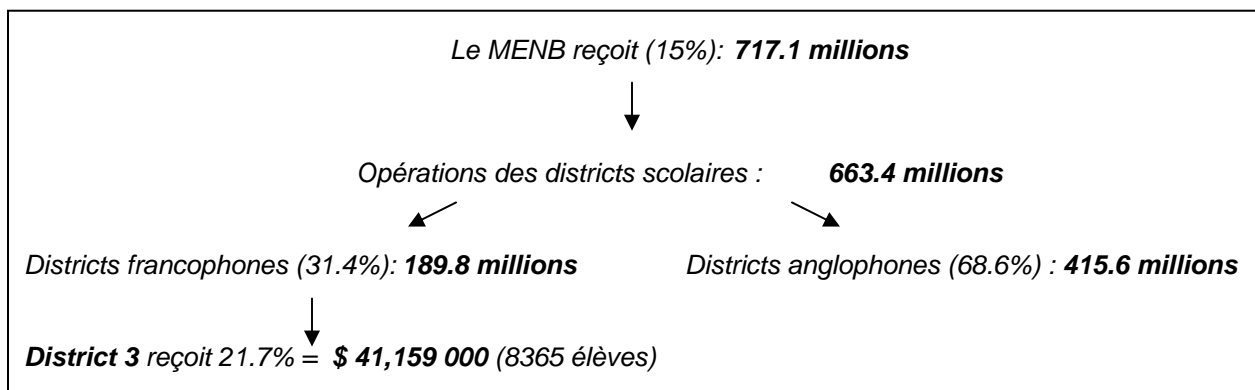 Le MENB reçoit (15%): 717.1 millions
Opérations des districts scolaires : 663.4 millions
Districts francophones (31.4%): 189.8 millions
Districts anglophones (68.6%) : 415.6 millions
District 3 reçoit 21.7% = $ 41,159 000 (8365 élèves)